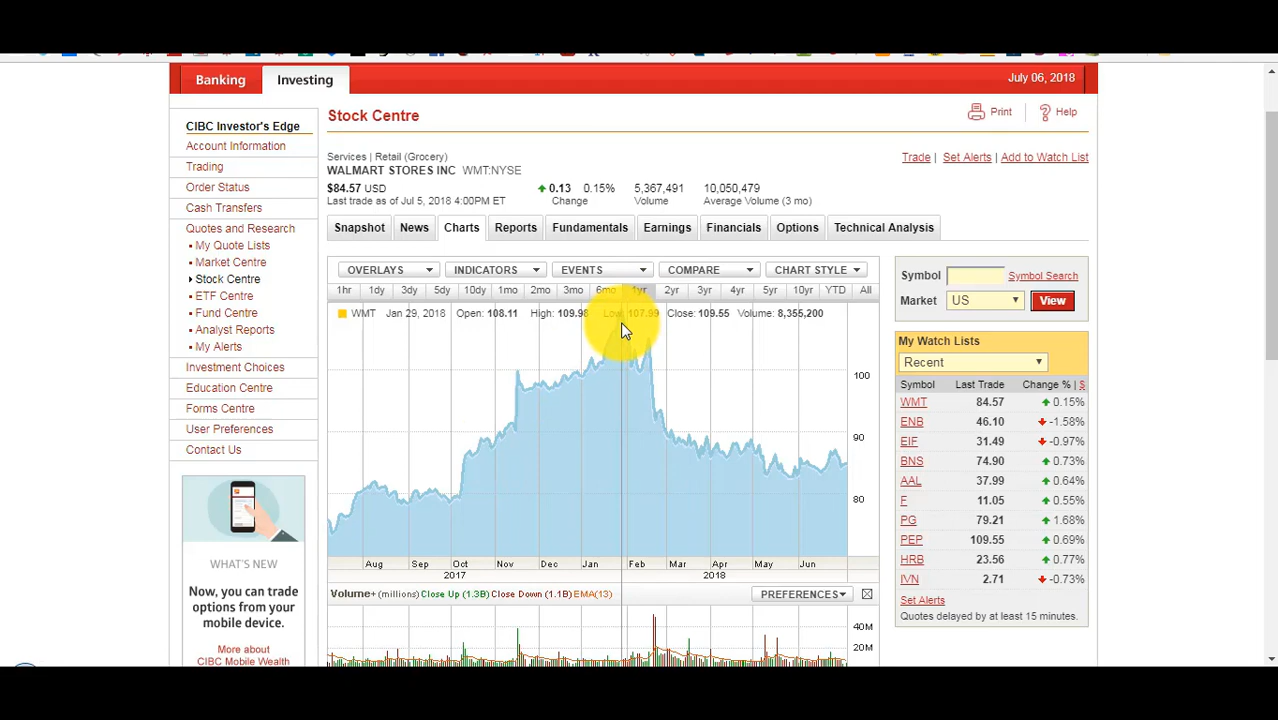 Banking Investing July 06, 2018
CIBC Investor's Edge
Account Information
Trading
Order Status
Cash Transfers
Quotes and Research
My Quote Lists
Market Centre
Stock Centre
ETF Centre
Fund Centre
Analyst Reports
My Alerts
Investment Choices
Education Centre
Forms Centre
User Preferences
Contact Us
WHAT'S NEW
Now, you can trade
options from your
mobile device.
More about
CIBC Mobile Wealth
Stock Centre
Print Help
Services | Retail (Grocery)
WALMART STORES INC WMT:NYSE
Trade | Set Alerts | Add to Watch List
$84.57 USD 0.13 0.15% 5,367,491 10,050,479
Last trade as of Jul 5, 2018 4:00PM ET Change Volume Average Volume (3 mo)
Snapshot News Charts Reports Fundamentals Earnings Financials Options Technical Analysis
OVERLAYS INDICATORS EVENTS COMPARE CHART STYLE
1hr 1dy 3dy 5dy 10dy 1mo 2mo 3mo 6mo 1yr 2yr 3yr 4yr 5yr 10yr YTD All
WMT Jan 29, 2018 Open: 108.11 High: 109.98 Low: 107.99 Close: 109.55 Volume: 8,355,200
100
90
80
Aug Sep Oct Nov Dec Jan Feb Mar Apr May Jun
2017 2018
Volume+ (millions) Close Up (1.3B) Close Down (1.1B) EMA(13) PREFERENCES
40M
20M
Symbol Symbol Search
Market US View
My Watch Lists
Recent
Symbol Last Trade Change % | $
WMT 84.57 0.15%
ENB 46.10 -1.58%
EIF 31.49 -0.97%
BNS 74.90 0.73%
AAL 37.99 0.64%
F 11.05 0.55%
PG 79.21 1.68%
PEP 109.55 0.69%
HRB 23.56 0.77%
IVN 2.71 -0.73%
Set Alerts
Quotes delayed by at least 15 minutes.